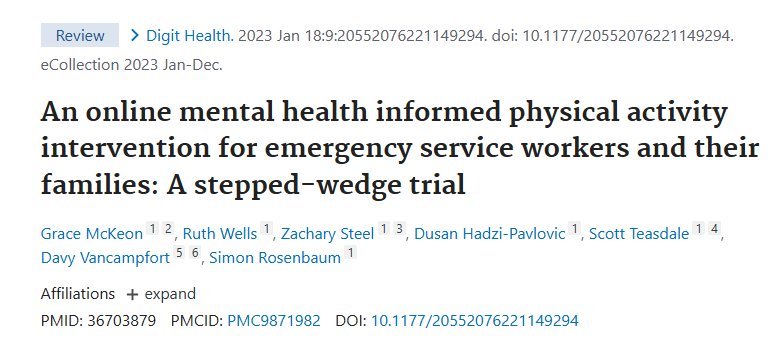 Review > Digit Health. 2023 Jan 18:9:20552076221149294. doi: 10.1177/20552076221149294.
eCollection 2023 Jan-Dec.
An online mental health informed physical activity
intervention for emergency service workers and their
families: A stepped-wedge trial
Grace McKeon 1 2, Ruth Wells 1, Zachary Steel 1 3, Dusan Hadzi-Pavlovic 1, Scott Teasdale 1 4,
Davy Vancampfort 5 6, Simon Rosenbaum 1
Affiliations + expand
PMID: 36703879 PMCID: PMC9871982 DOI: 10.1177/20552076221149294